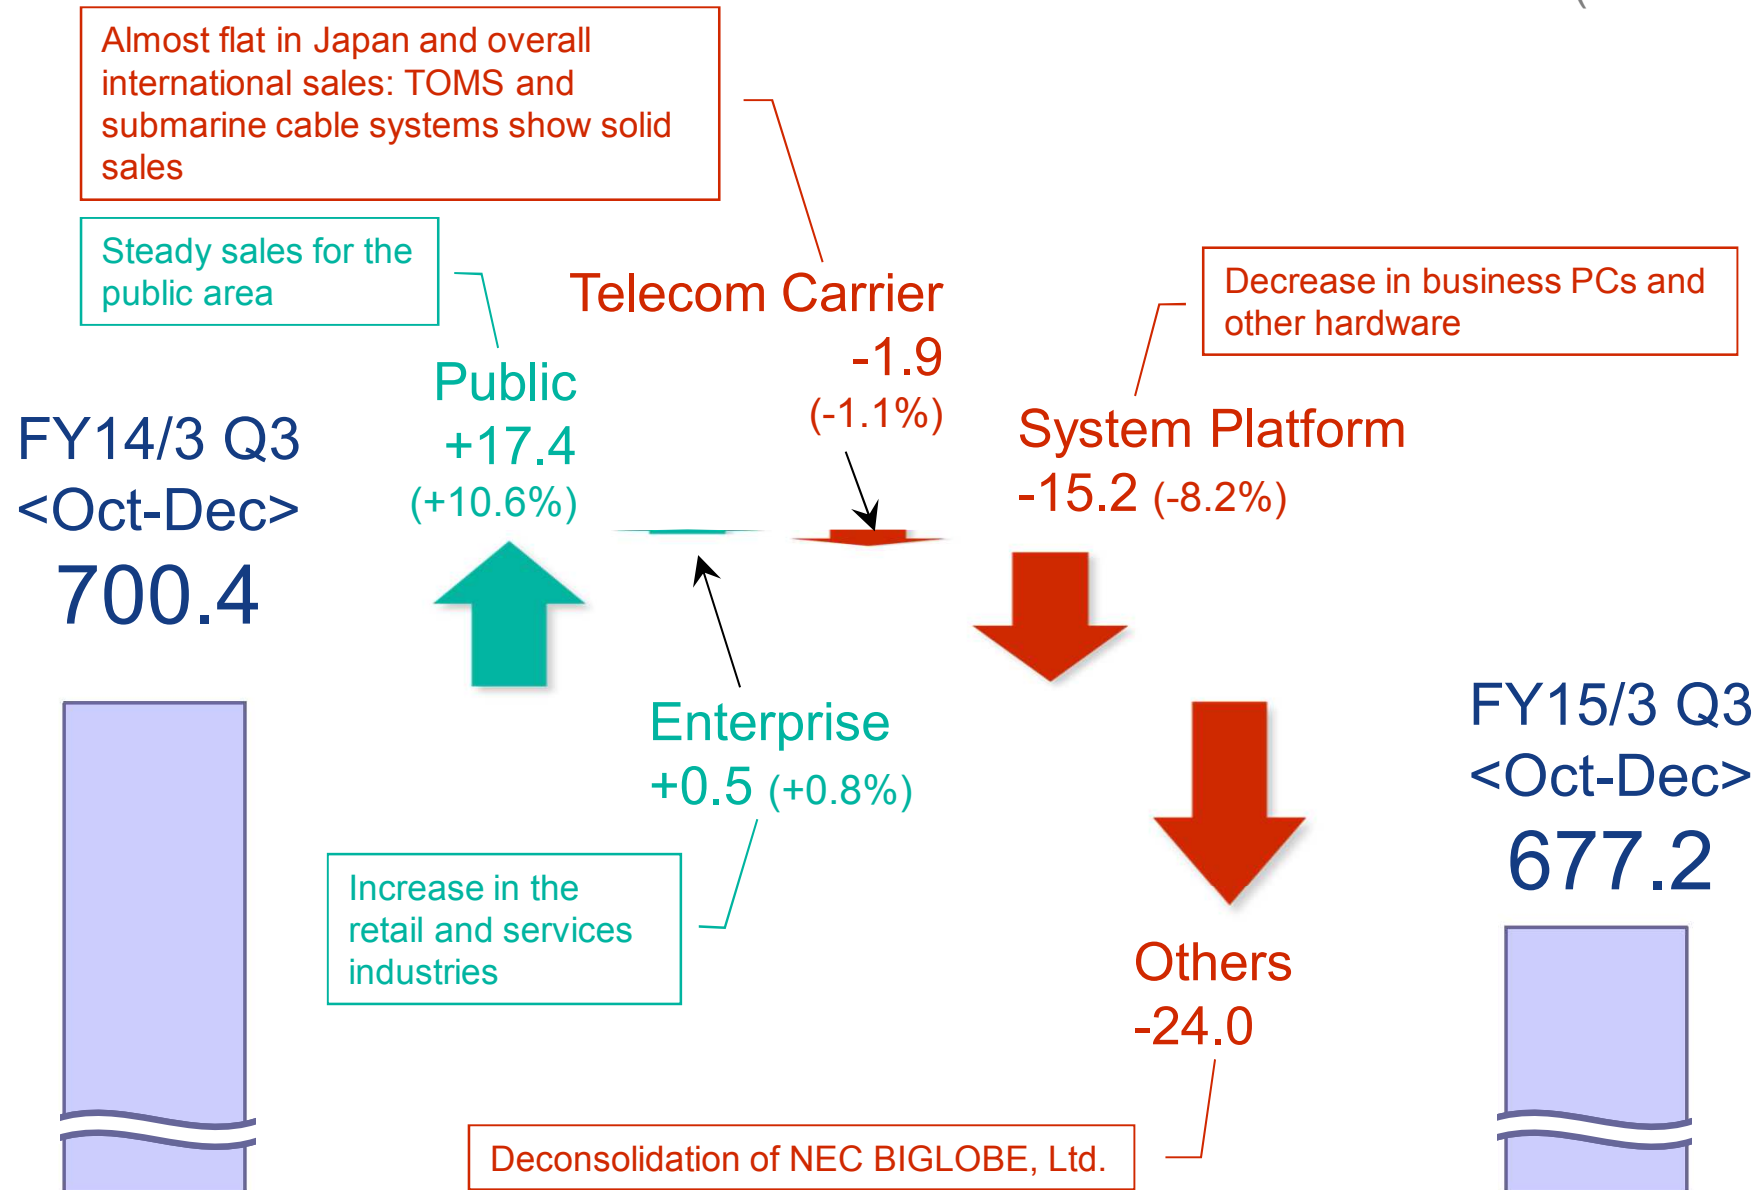 Almost flat in Japan and overall
international sales: TOMS and
submarine cable systems show solid
sales
Steady sales for the
public area
Telecom Carrier
-1.9
(-1.1%)
Decrease in business PCs and
other hardware
Public
+17.4
(+10.6%)
System Platform
-15.2 (-8.2%)
FY14/3 Q3
<Oct-Dec>
700.4
Enterprise
+0.5 (+0.8%)
Increase in the
retail and services
industries
FY15/3 Q3
<Oct-Dec>
677.2
Others
-24.0
Deconsolidation of NEC BIGLOBE, Ltd.